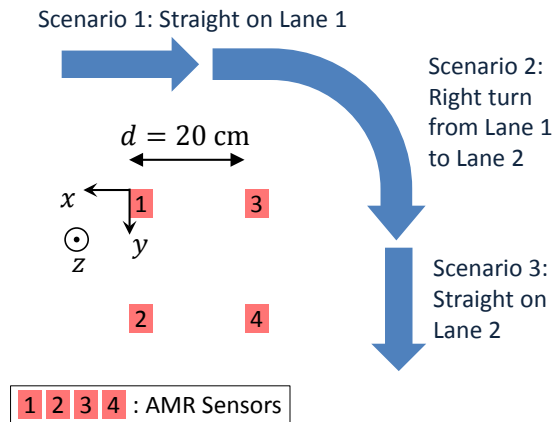 Scenario 1: Straight on Lane 1
Scenario 2:
Right turn
from Lane 1
to Lane 2
d = 20 cm
x
1
3
y
z
Scenario 3:
Straight on
Lane 2
2
4
1 2 3 4 : AMR Sensors